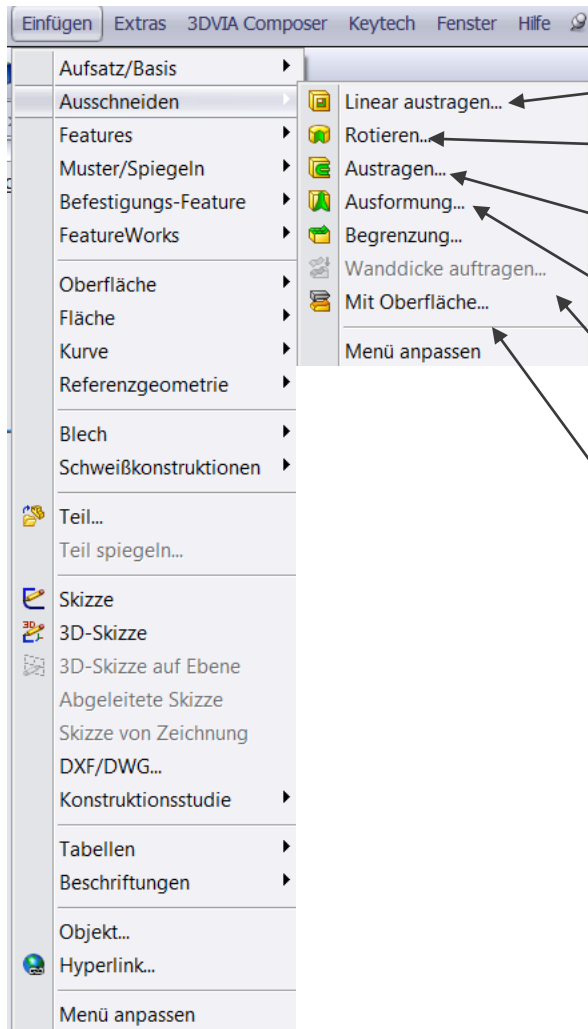 Einfügen Extras 3DVIA Composer Keytech Fenster Hilfe
Aufsatz/Basis
Ausschneiden
Features
Muster/Spiegeln
Befestigungs-Feature
FeatureWorks
Oberfläche
Fläche
Kurve
Referenzgeometrie
Blech
Schweißkonstruktionen
Teil...
Teil spiegeln...
Skizze
3D-Skizze
3D-Skizze auf Ebene
Abgeleitete Skizze
Skizze von Zeichnung
DXF/DWG...
Konstruktionsstudie
Tabellen
Beschriftungen
Objekt...
Hyperlink...
Menü anpassen
Linear austragen...
Rotieren...
Austragen...
Ausformung...
Begrenzung...
Wanddicke auftragen...
Mit Oberfläche...
Menü anpassen